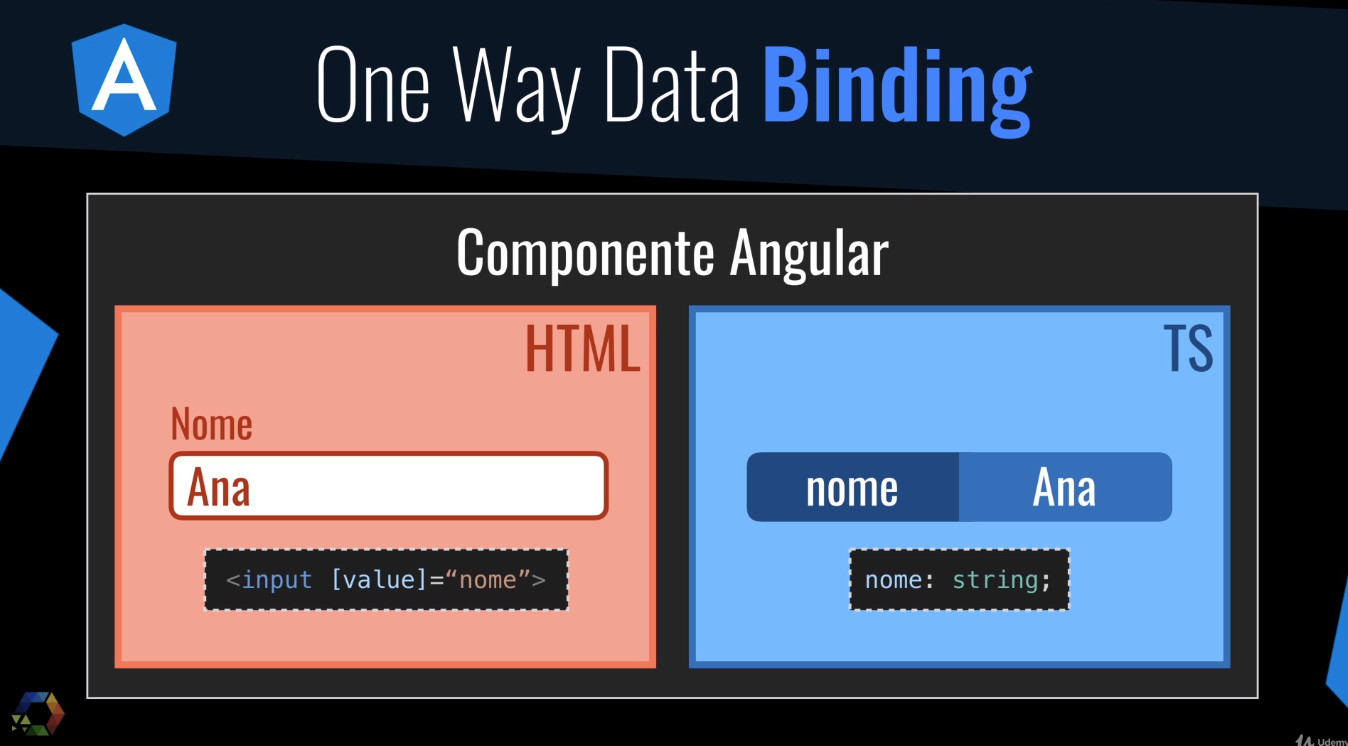 One Way Data Binding
Componente Angular
HTML
Nome
Ana
<input [value]=“nome”>
TS
nome Ana
nome: string;
Udemy